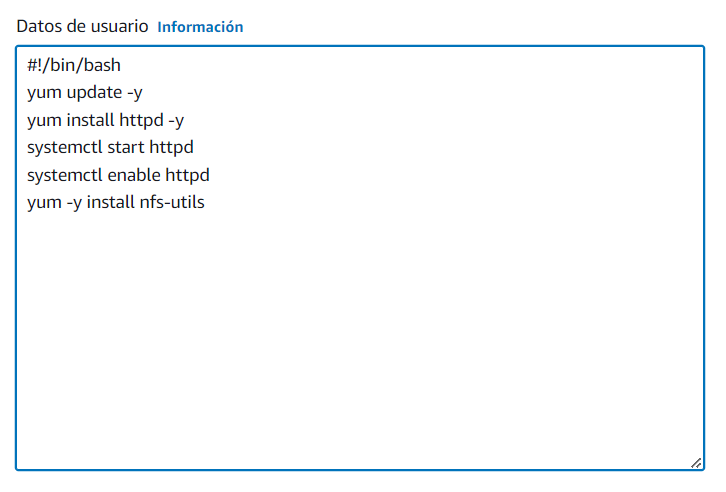 Datos de usuario Información
#!/bin/bash
yum update -y
yum install httpd -y
systemctl start httpd
systemctl enable httpd
yum -y install nfs-utils